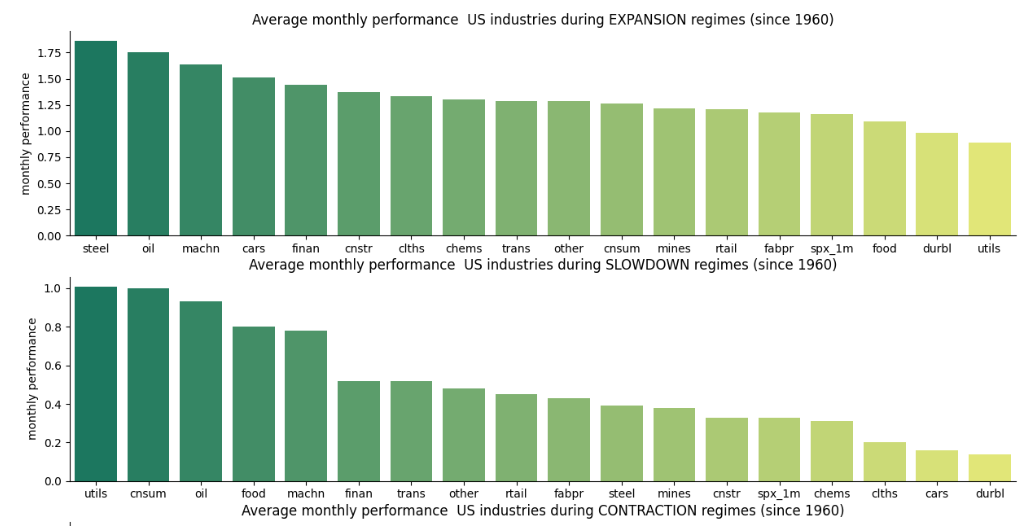 Average monthly performance  US industries during EXPANSION regimes (since 1960)
monthly performance
1.75
1.50
1.25
1.00
0.75
0.50
0.25
0.00
steel oil machn cars finan cnstr clths chems trans other cnsum mines rtail fabpr spx_1m food durbl utils
Average monthly performance  US industries during SLOWDOWN regimes (since 1960)
monthly performance
1.0
0.8
0.6
0.4
0.2
0.0
utils cnsum oil food machn finan trans other rtail fabpr steel mines cnstr spx_1m chems clths cars durbl
Average monthly performance  US industries during CONTRACTION regimes (since 1960)